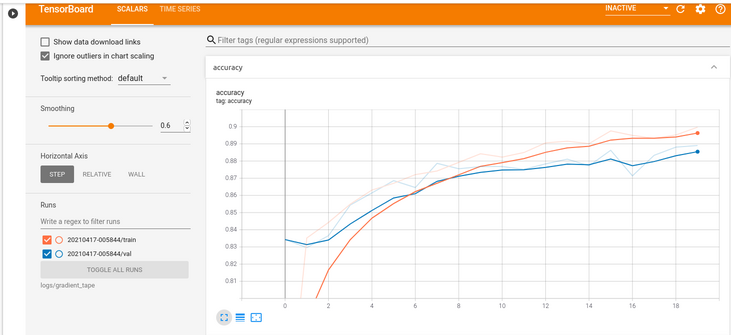 TensorBoard SCALARS TIME SERIES INACTIVE
Show data download links
Ignore outliers in chart scaling
Tooltip sorting method: default
Smoothing
0.6
Horizontal Axis
STEP RELATIVE WALL
Runs
Write a regex to filter runs
20210417-005844/train
20210417-005844/val
TOGGLE ALL RUNS
logs/gradient_tape
Filter tags (regular expressions supported)
accuracy
accuracy
tag: accuracy
0.9
0.89
0.88
0.87
0.86
0.85
0.84
0.83
0.82
0.81
0 2 4 6 8 10 12 14 16 18